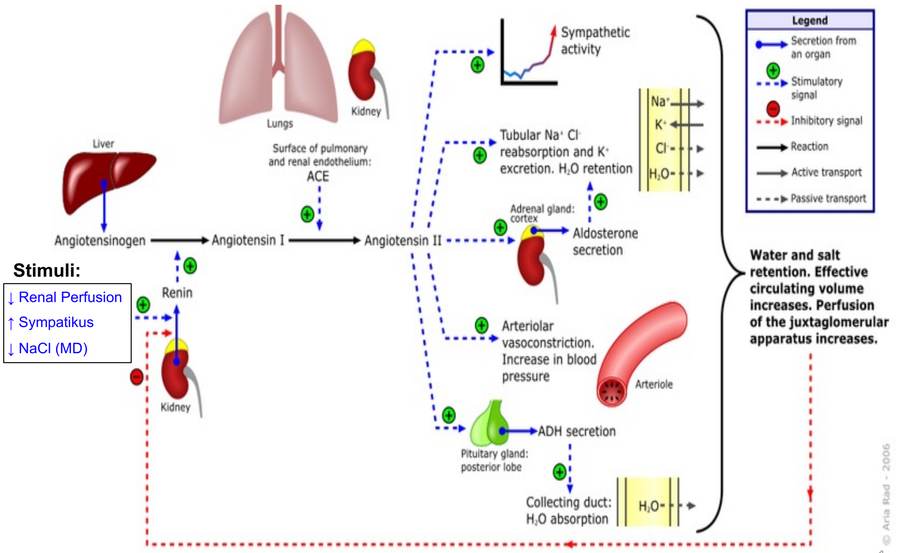 Legend
Secretion from
an organ
Stimulatory
signal
Inhibitory signal
Reaction
Active transport
Passive transport
Lungs
Kidney
Liver
Surface of pulmonary
and renal endothelium:
ACE
Angiotensinogen
Angiotensin I
Angiotensin II
Stimuli:
↓ Renal Perfusion
↑ Sympatikus
↓ NaCl (MD)
Renin
Kidney
Sympathetic
activity
Tubular Na⁺ Cl⁻
reabsorption and K⁺
excretion. H₂O retention
Na⁺
K⁺
Cl⁻
H₂O
Adrenal gland:
cortex
Aldosterone
secretion
Arteriolar
vasoconstriction.
Increase in blood
pressure
Arteriole
Pituitary gland:
posterior lobe
ADH secretion
Collecting duct:
H₂O absorption
H₂O
Water and salt
retention. Effective
circulating volume
increases. Perfusion
of the juxtaglomerular
apparatus increases.
© Aria Rad - 2006